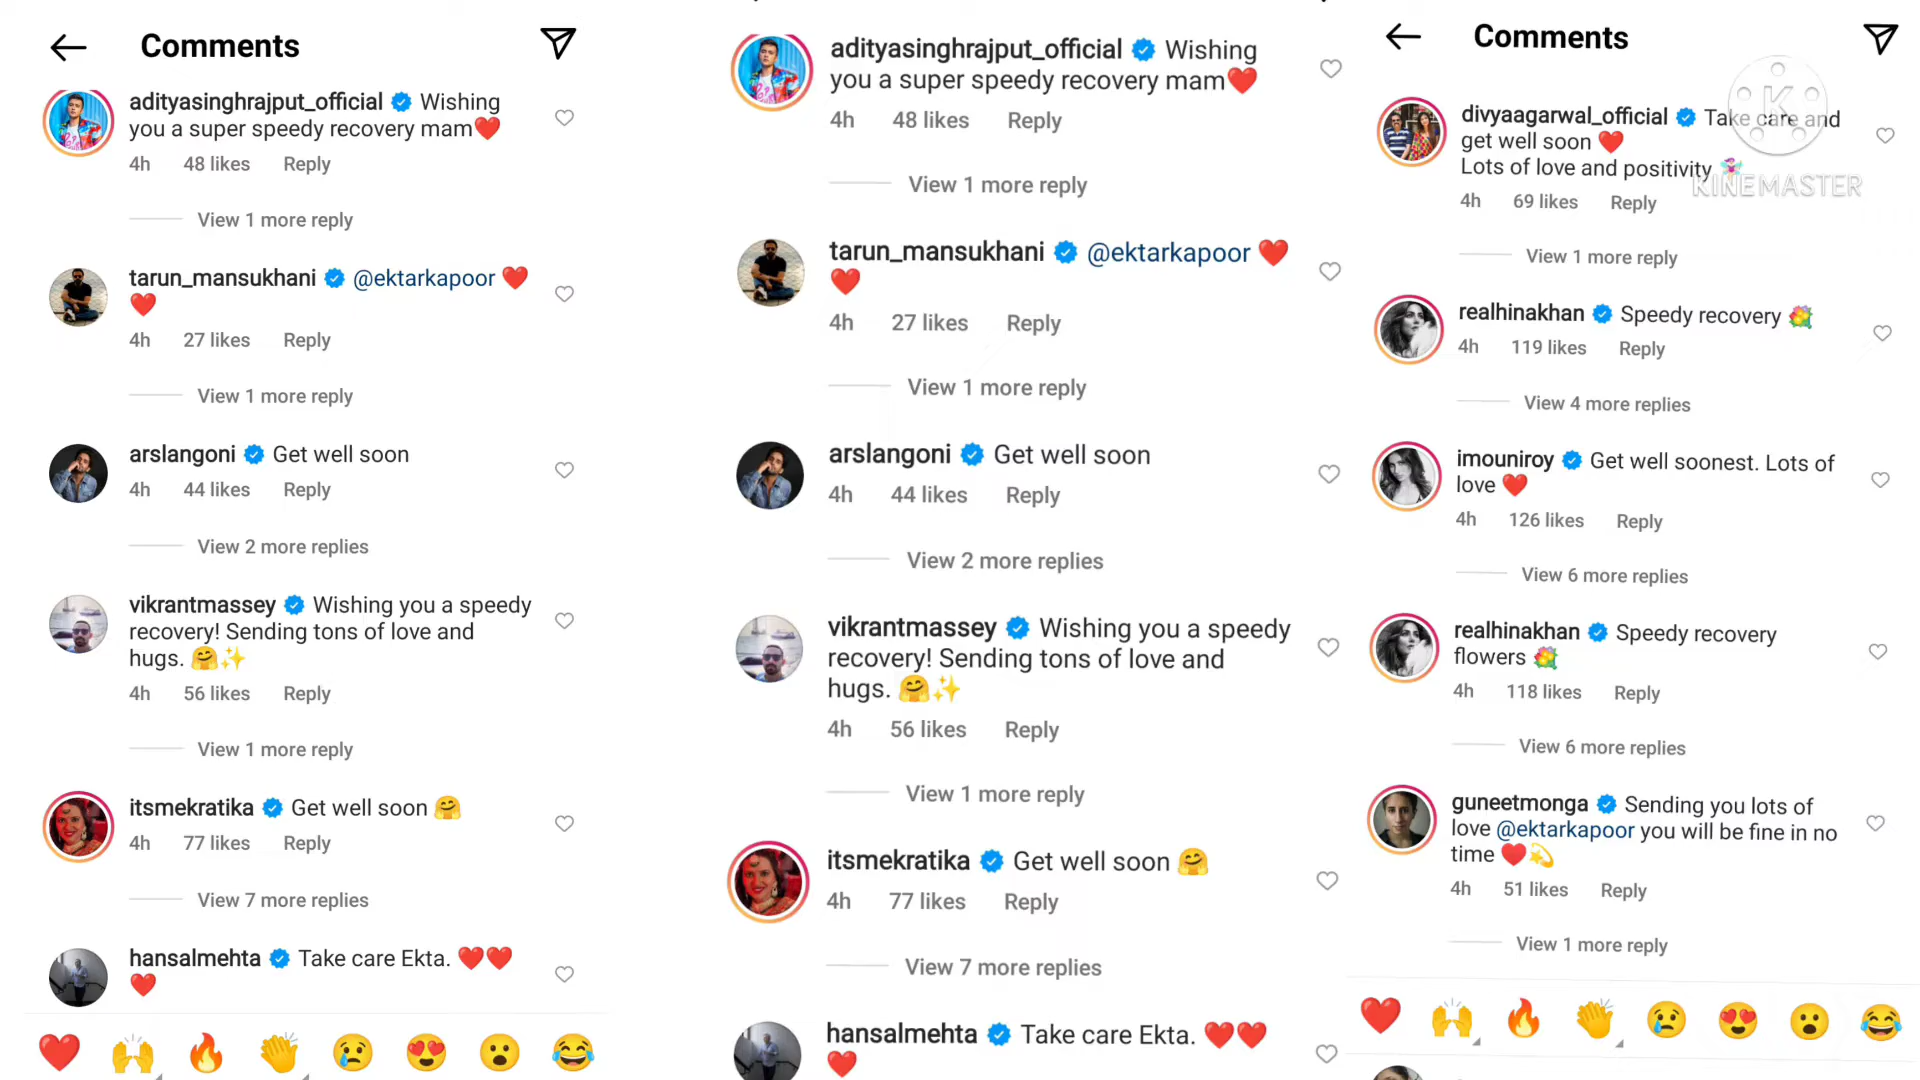 Comments
adityasinghrajput_official Wishing
you a super speedy recovery mam❤️
4h 48 likes Reply
View 1 more reply
tarun_mansukhani @ektarkapoor ❤️
❤️
4h 27 likes Reply
View 1 more reply
arslangoni Get well soon
4h 44 likes Reply
View 2 more replies
vikrantmassey Wishing you a speedy
recovery! Sending tons of love and
hugs. 🤗✨
4h 56 likes Reply
View 1 more reply
itsmekratika Get well soon 🤗
4h 77 likes Reply
View 7 more replies
hansalmehta Take care Ekta. ❤️❤️
❤️
❤️ 🙌 🔥 👏 😢 😍 😮 😂
adityasinghrajput_official Wishing
you a super speedy recovery mam❤️
4h 48 likes Reply
View 1 more reply
tarun_mansukhani @ektarkapoor ❤️
❤️
4h 27 likes Reply
View 1 more reply
arslangoni Get well soon
4h 44 likes Reply
View 2 more replies
vikrantmassey Wishing you a speedy
recovery! Sending tons of love and
hugs. 🤗✨
4h 56 likes Reply
View 1 more reply
itsmekratika Get well soon 🤗
4h 77 likes Reply
View 7 more replies
hansalmehta Take care Ekta. ❤️❤️
❤️
Comments
K
KINEMASTER
divyaagarwal_official Take care and
get well soon ❤️
Lots of love and positivity 🧚‍♀️
4h 69 likes Reply
View 1 more reply
realhinakhan Speedy recovery 💐
4h 119 likes Reply
View 4 more replies
imouniroy Get well soonest. Lots of
love ❤️
4h 126 likes Reply
View 6 more replies
realhinakhan Speedy recovery
flowers 💐
4h 118 likes Reply
View 6 more replies
guneetmonga Sending you lots of
love @ektarkapoor you will be fine in no
time ❤️💫
4h 51 likes Reply
View 1 more reply
❤️ 🙌 🔥 👏 😢 😍 😮 😂